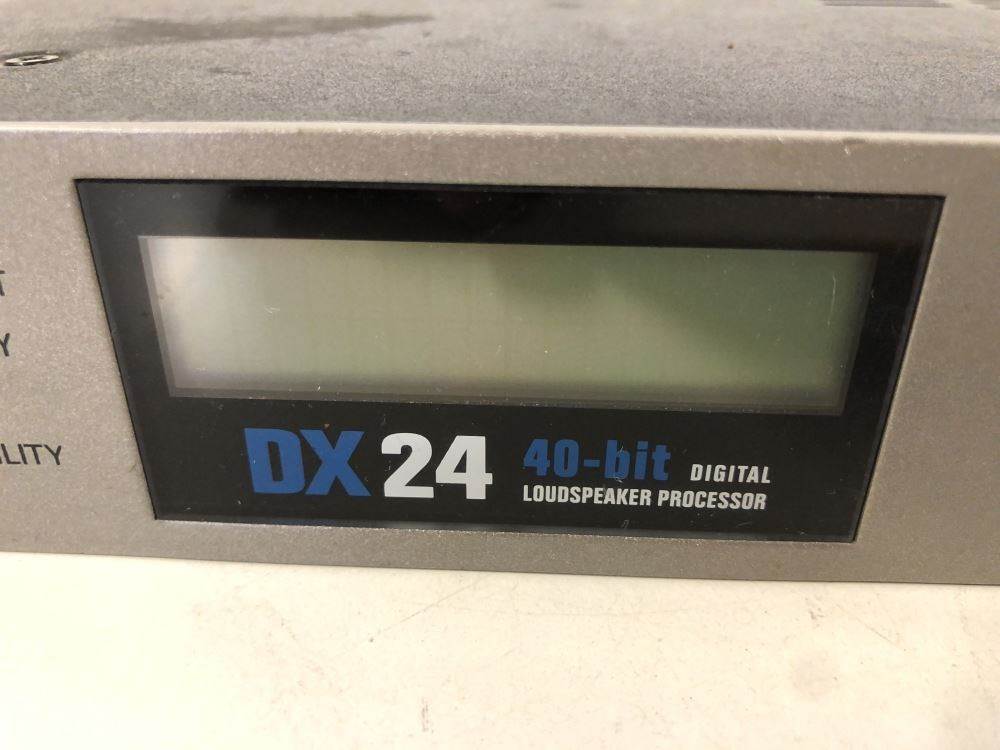 DX 24 40-bit DIGITAL
LOUDSPEAKER PROCESSOR